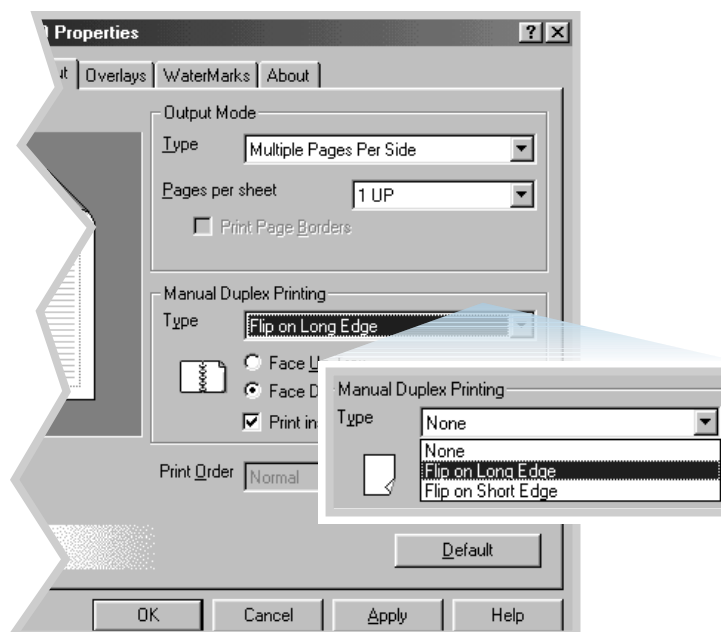 Properties
Overlays WaterMarks About
Output Mode
Type Multiple Pages Per Side
Pages per sheet 1 UP
Print Page Borders
Manual Duplex Printing
Type Flip on Long Edge
Face
Face D
Print in
Print Order Normal
Manual Duplex Printing
Type None
None
Flip on Long Edge
Flip on Short Edge
Default
OK Cancel Apply Help